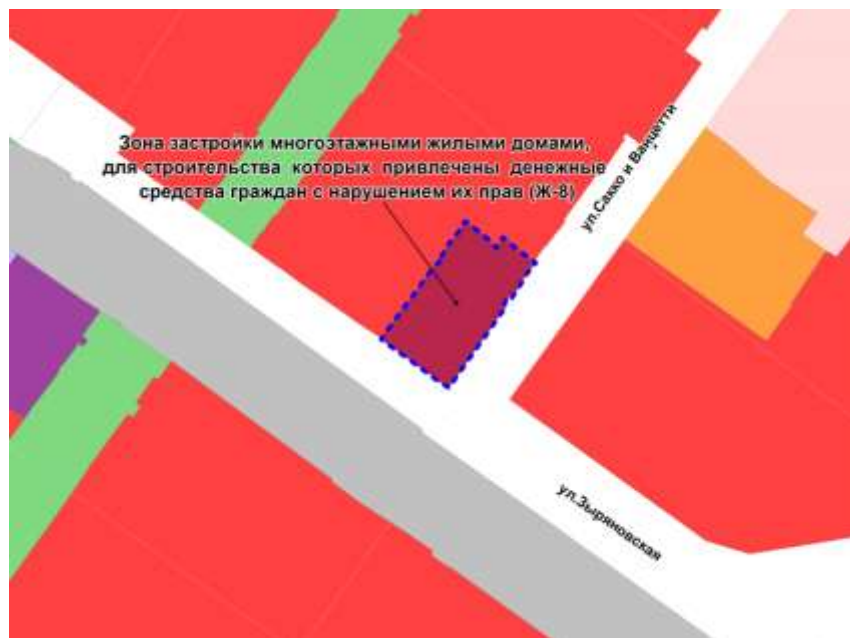 Зона застройки многоэтажными жилыми домами,
для строительства которых привлечены денежные
средства граждан с нарушением их прав (Ж-8)
ул.Сакко и Ванцетти
ул.Зыряновская